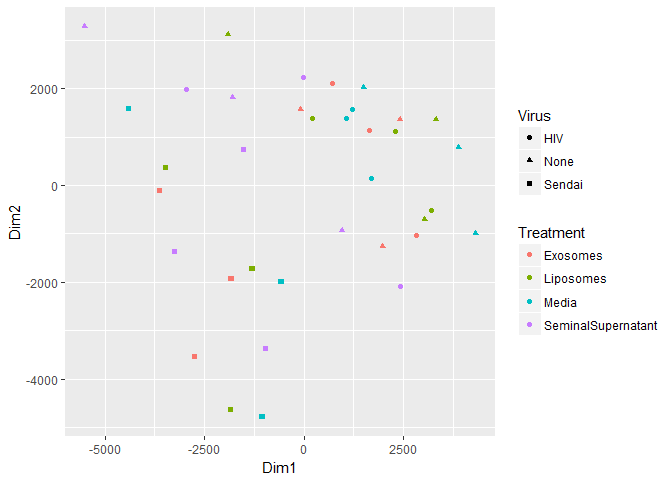 2000
0
-2000
-4000
Dim2
-5000 -2500 0 2500
Dim1
Virus
HIV
None
Sendai
Treatment
Exosomes
Liposomes
Media
SeminalSupernatant